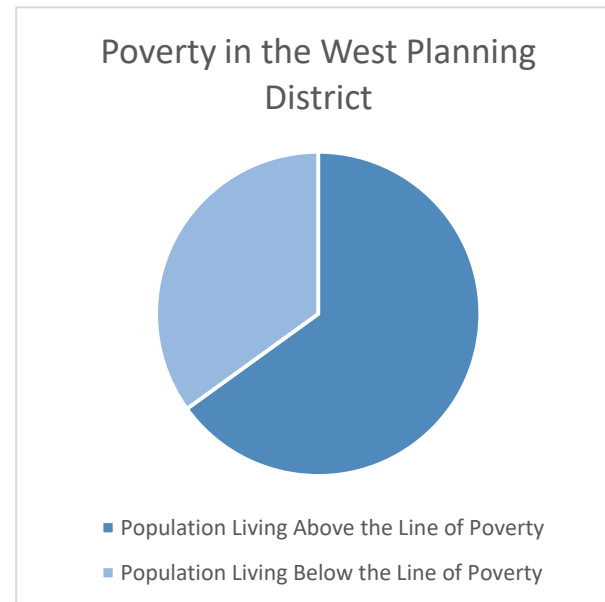 Poverty in the West Planning
District
Population Living Above the Line of Poverty
Population Living Below the Line of Poverty